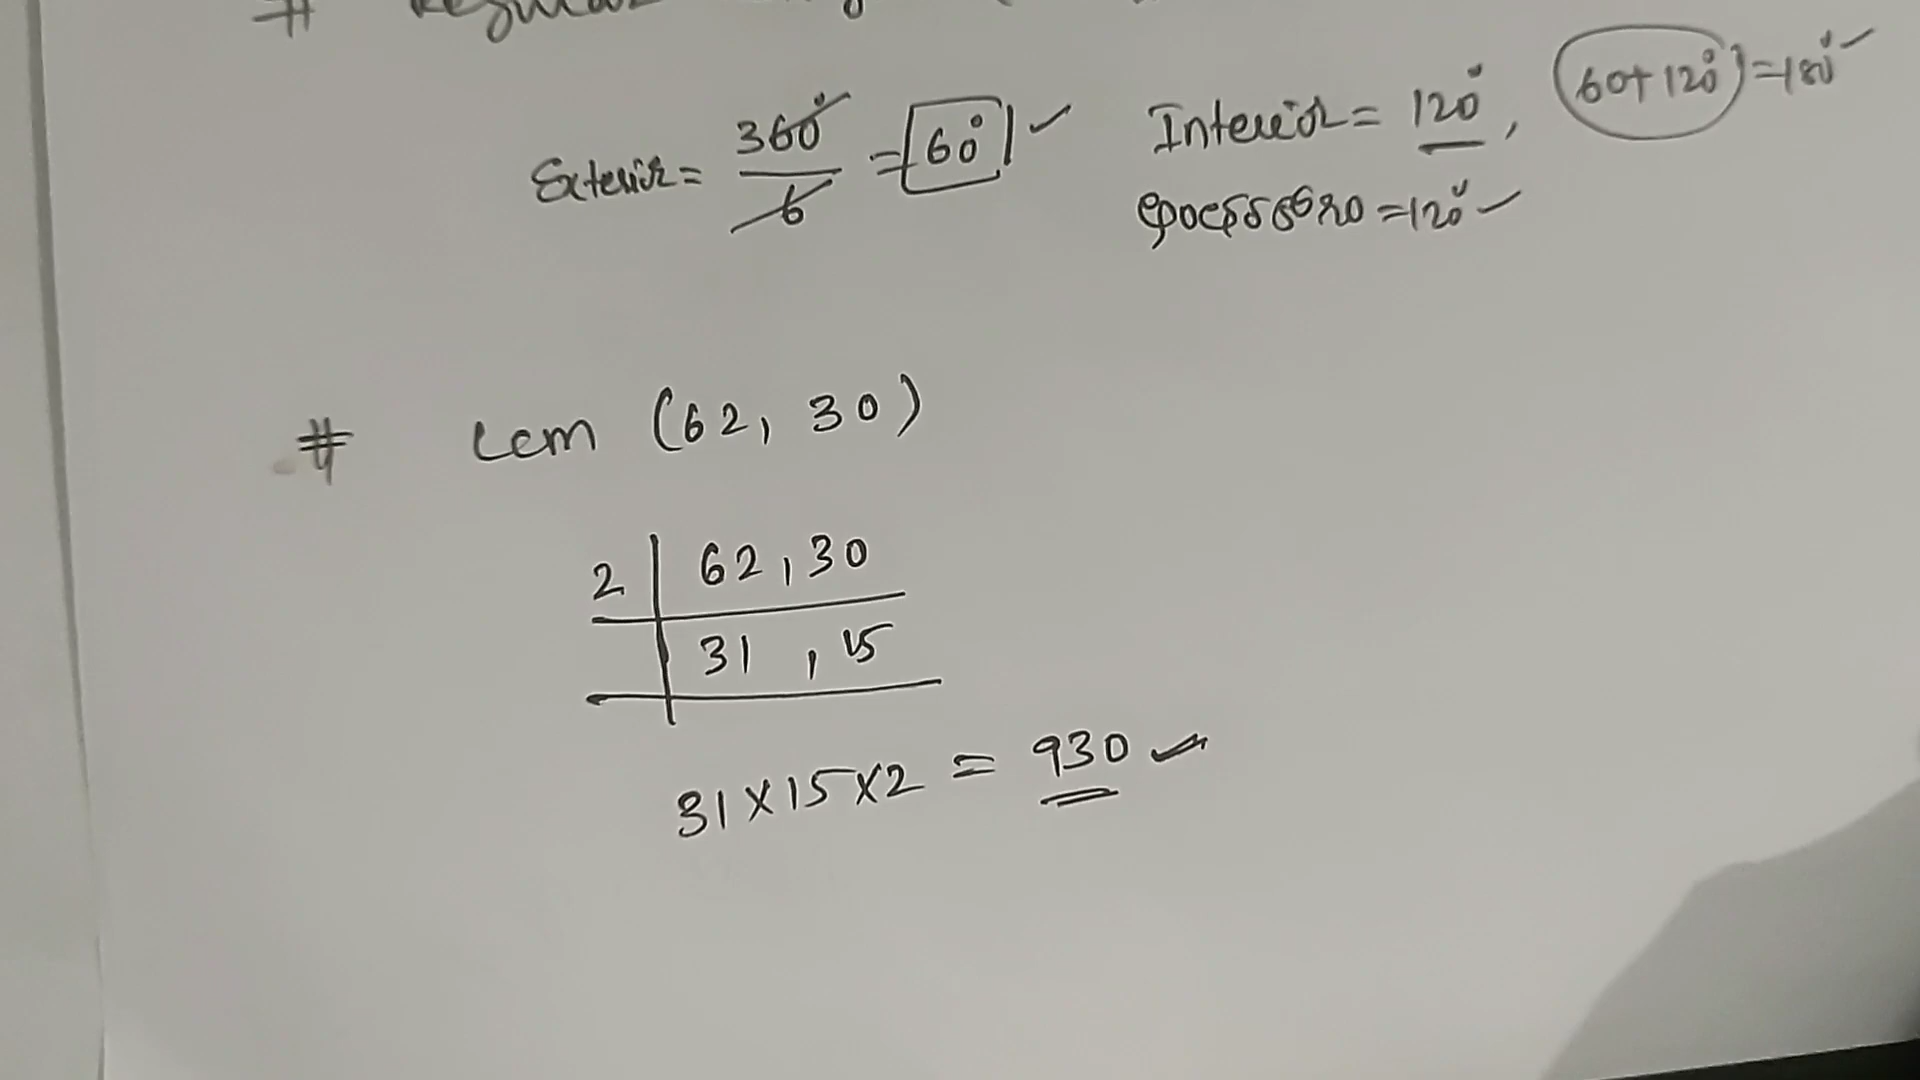 #
Exterior = 360°/6 = 60° ✓ Interior = 120°, (60+120°) = 180° ✓
= 120° ✓
# LCM (62, 30)
2 | 62, 30
31, 15
31×15×2 = 930 ✓